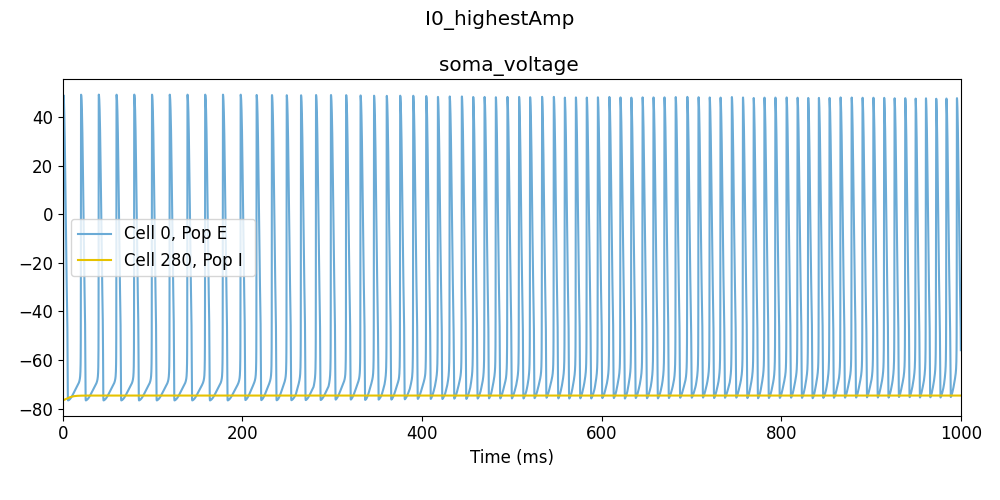 I0_highestAmp
soma_voltage
40
20
0
−20
−40
−60
−80
Cell 0, Pop E
Cell 280, Pop I
0 200 400 600 800 1000
Time (ms)